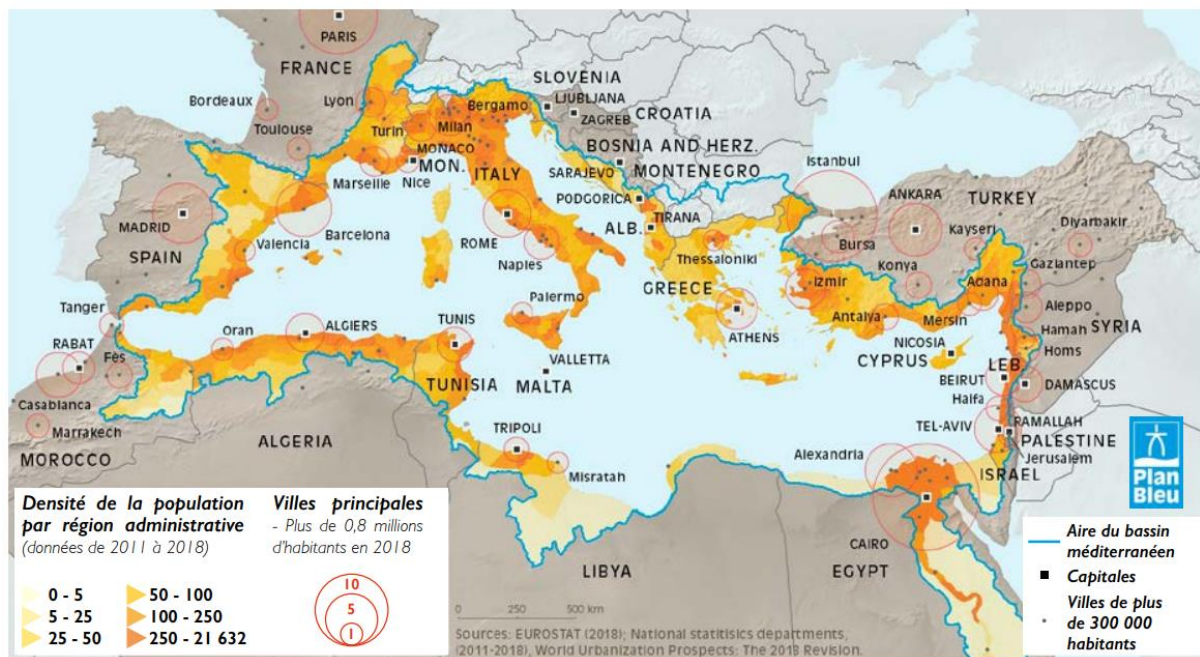 PARIS
FRANCE
SLOVENIA
Bordeaux
Lyon
Bergamo
LJUBLJANA
ZAGREB
CROATIA
Toulouse
Turin
Milan
MONACO
MON.
BOSNIA AND HERZ.
MONTENEGRO
Istanbul
Marseille
Nice
ITALY
SARAJEVO
ANKARA
TURKEY
PODGORICA
MADRID
SPAIN
Valencia
Barcelona
ROME
Naples
ALB.
TIRANA
Thessaloniki
Bursa
Kayseri
Diyarbakir
Konya
Gaziantep
GREECE
Izmir
Adana
Tanger
Palermo
Antalya
Mersin
Aleppo
Oran
ALGIERS
TUNIS
ATHENS
NICOSIA
Hamah
SYRIA
RABAT
Fès
VALLETTA
CYPRUS
LEB.
Homs
TUNISIA
MALTA
BEIRUT
DAMASCUS
Casablanca
Haifa
Marrakech
TRIPOLI
TEL-AVIV
RAMALLAH
PALESTINE
MOROCCO
ALGERIA
Misratah
Alexandria
Jerusalem
ISRAEL
CAIRO
LIBYA
EGYPT
Plan
Bleu
Densité de la population
par région administrative
(données de 2011 à 2018)
0 - 5
5 - 25
25 - 50
50 - 100
100 - 250
250 - 21 632
Villes principales
- Plus de 0,8 millions
d'habitants en 2018
10
5
1
0 250 500 km
Sources: EUROSTAT (2018); National statitisics departments,
(2011-2018), World Urbanization Prospects: The 2018 Revision.
Aire du bassin
méditerranéen
Capitales
Villes de plus
de 300 000
habitants